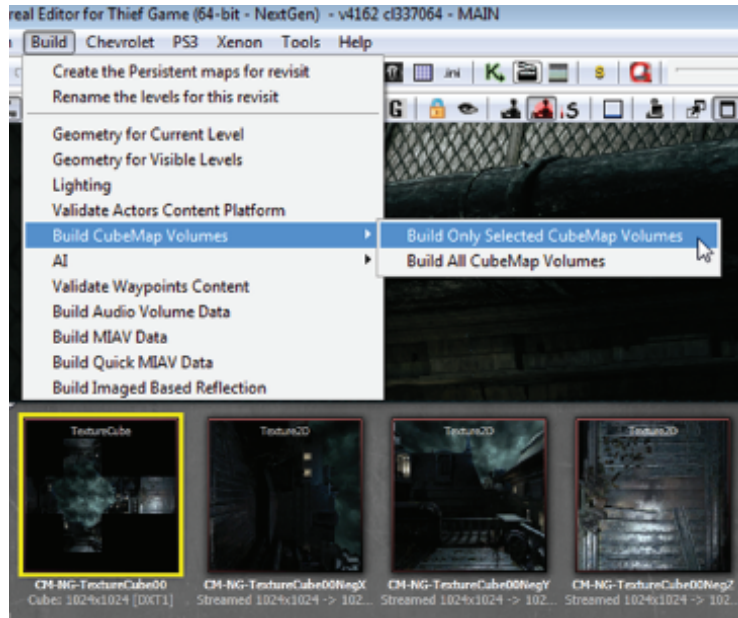 real Editor for Thief Game (64-bit - NextGen) - v4162 cl337064 - MAIN
Build Chevrolet PS3 Xenon Tools Help
Create the Persistent maps for revisit
Rename the levels for this revisit
.ini K S
G .S
Geometry for Current Level
Geometry for Visible Levels
Lighting
Validate Actors Content Platform
Build CubeMap Volumes
Build Only Selected CubeMap Volumes
AI
Build All CubeMap Volumes
Validate Waypoints Content
Build Audio Volume Data
Build MIAV Data
Build Quick MIAV Data
Build Imaged Based Reflection
TextureCube Texture2D Texture2D Texture2D
CM-NG-TextureCube00 CM-NG-TextureCube00NegX CM-NG-TextureCube00NegY CM-NG-TextureCube00NegZ
Cube: 1024x1024 [DXT1] Streamed 1024x1024 -> 102... Streamed 1024x1024 -> 102... Streamed 1024x1024 -> 102...